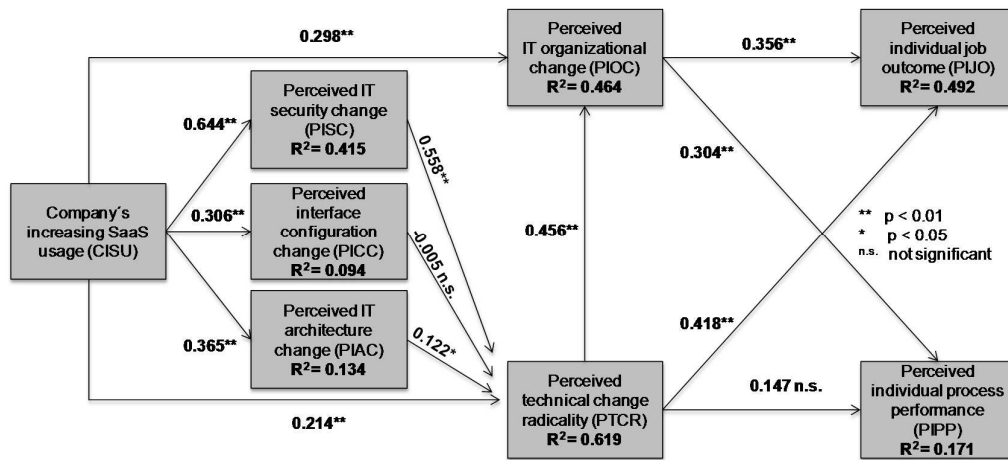 Company´s
increasing SaaS
usage (CISU)
0.298**
0.644**
0.306**
0.365**
0.214**
Perceived IT
security change
(PISC)
R²= 0.415
Perceived
interface
configuration
change (PICC)
R²= 0.094
Perceived IT
architecture
change (PIAC)
R²= 0.134
0.558**
-0.005 n.s.
0.122*
Perceived
IT organizational
change (PIOC)
R²= 0.464
0.456**
Perceived
technical change
radicality (PTCR)
R²= 0.619
0.356**
0.304**
0.418**
0.147 n.s.
Perceived
individual job
outcome (PIJO)
R²= 0.492
** p < 0.01
* p < 0.05
n.s. not significant
Perceived
individual process
performance
(PIPP)
R²= 0.171